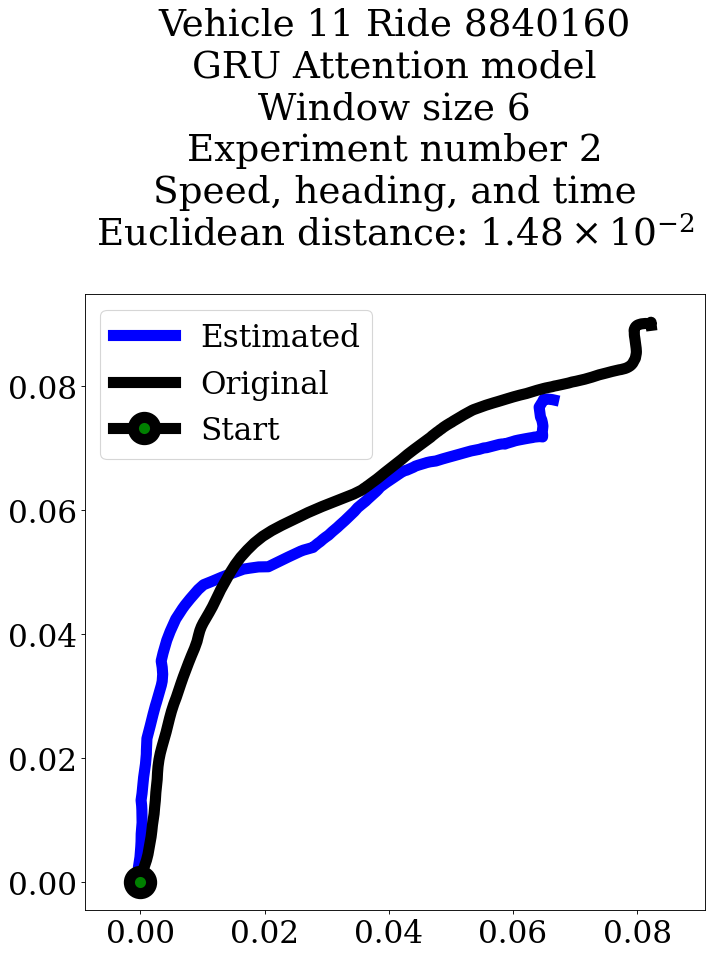 Vehicle 11 Ride 8840160
GRU Attention model
Window size 6
Experiment number 2
Speed, heading, and time
Euclidean distance: 1.48 × 10⁻²
Estimated
Original
Start
0.08
0.06
0.04
0.02
0.00
0.00 0.02 0.04 0.06 0.08